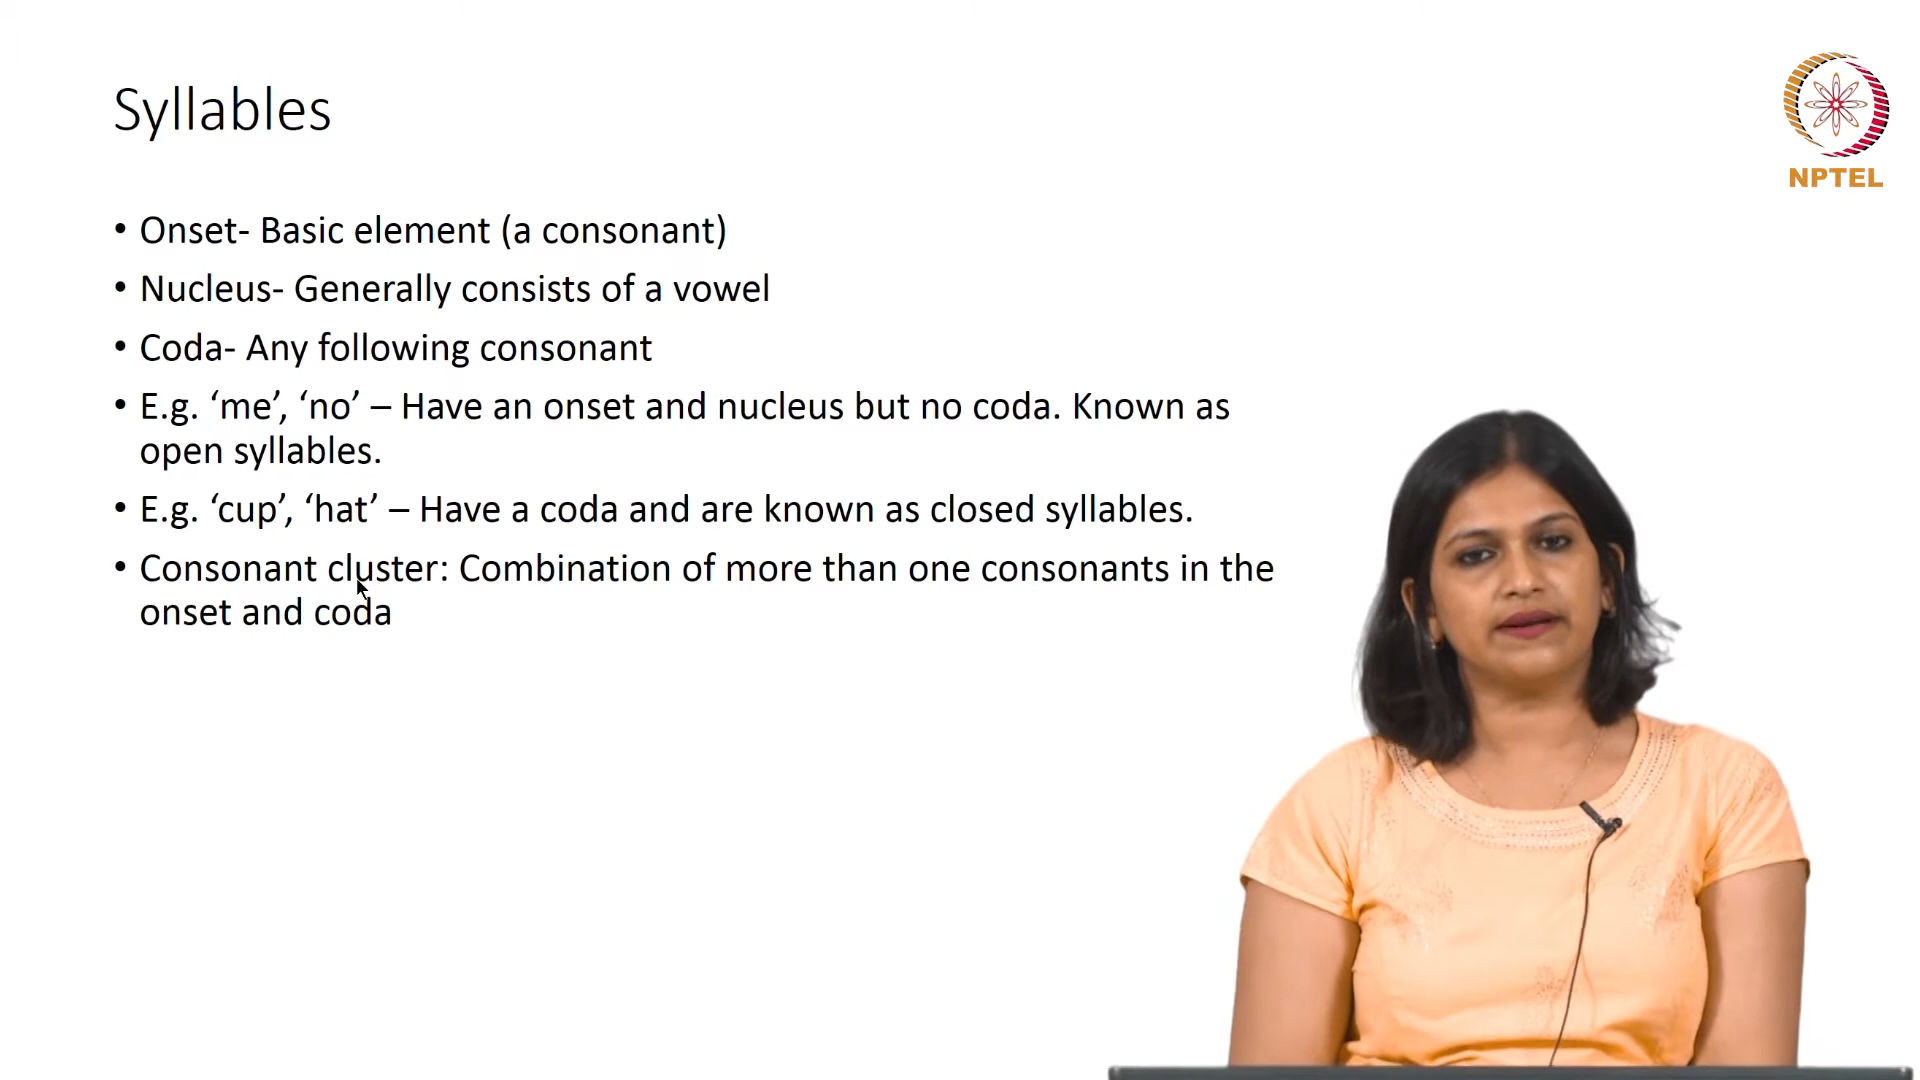 Syllables
NPTEL
• Onset- Basic element (a consonant)
• Nucleus- Generally consists of a vowel
• Coda- Any following consonant
• E.g. ‘me’, ‘no’ – Have an onset and nucleus but no coda. Known as
open syllables.
• E.g. ‘cup’, ‘hat’ – Have a coda and are known as closed syllables.
• Consonant cluster: Combination of more than one consonants in the
onset and coda